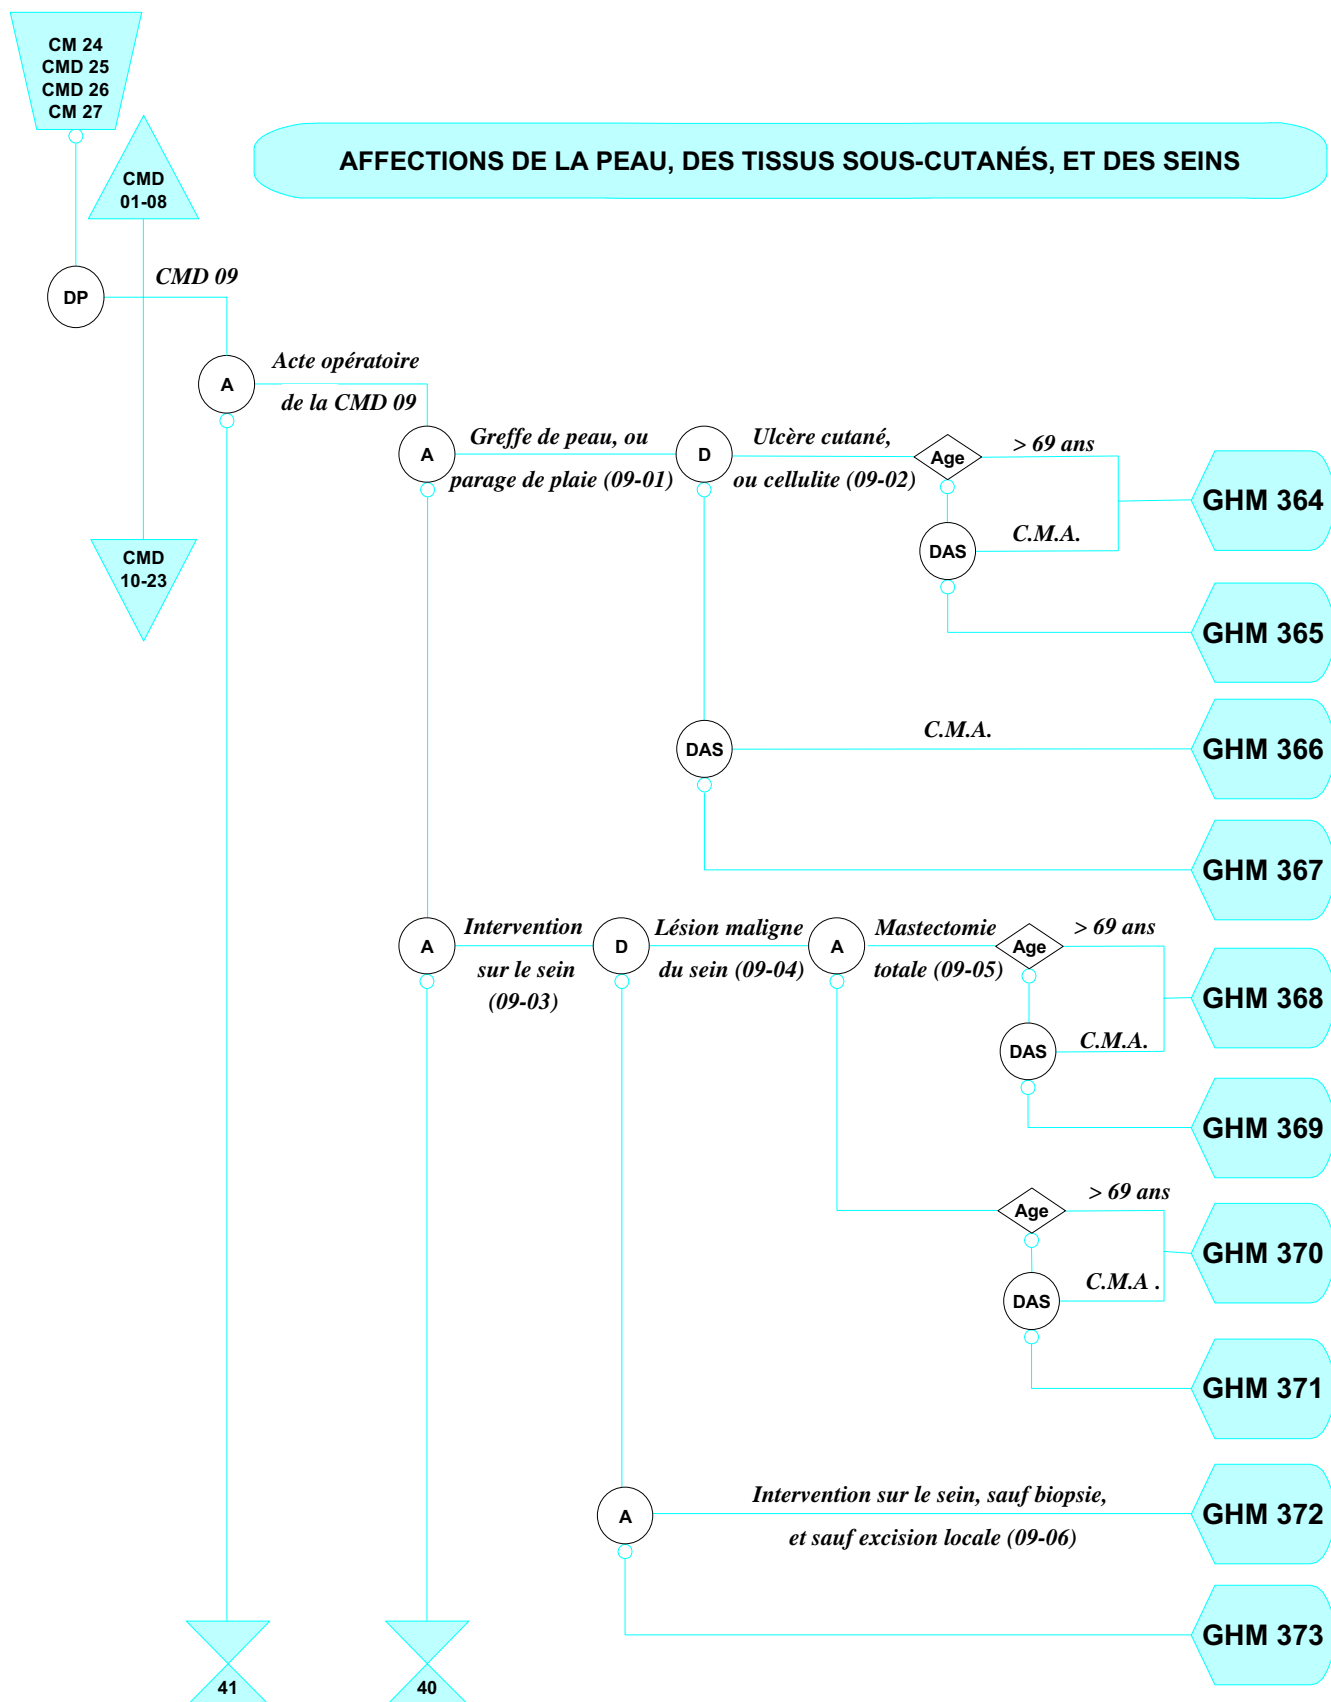 CM 24
CMD 25
CMD 26
CM 27
AFFECTIONS DE LA PEAU, DES TISSUS SOUS-CUTANÉS, ET DES SEINS
CMD
01-08
CMD 09
DP
A
Acte opératoire
de la CMD 09
A
Greffe de peau, ou
parage de plaie (09-01)
D
Ulcère cutané,
ou cellulite (09-02)
Age
> 69 ans
GHM 364
DAS
C.M.A.
CMD
10-23
GHM 365
DAS
C.M.A.
GHM 366
GHM 367
A
Intervention
sur le sein
(09-03)
D
Lésion maligne
du sein (09-04)
A
Mastectomie
totale (09-05)
Age
> 69 ans
GHM 368
DAS
C.M.A.
GHM 369
Age
> 69 ans
GHM 370
DAS
C.M.A .
GHM 371
A
Intervention sur le sein, sauf biopsie,
et sauf excision locale (09-06)
GHM 372
GHM 373
41
40